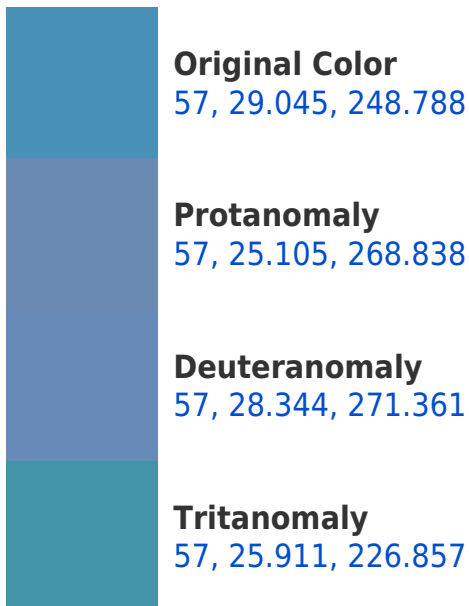 Original Color
57, 29.045, 248.788
Protanomaly
57, 25.105, 268.838
Deuteranomaly
57, 28.344, 271.361
Tritanomaly
57, 25.911, 226.857